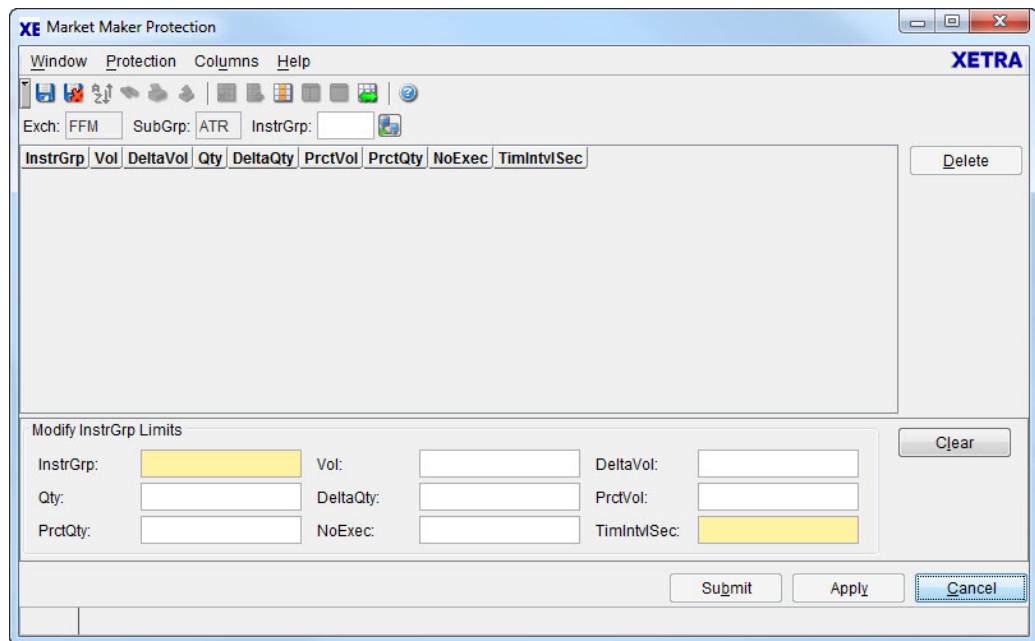 XE Market Maker Protection
Window Protection Columns Help XETRA
Exch: FFM SubGrp: ATR InstrGrp:
InstrGrp Vol DeltaVol Qty DeltaQty PrctVol PrctQty NoExec TimIntvlSec
Delete
Modify InstrGrp Limits
Clear
InstrGrp: Vol: DeltaVol:
Qty: DeltaQty: PrctVol:
PrctQty: NoExec: TimIntvlSec:
Submit Apply Cancel